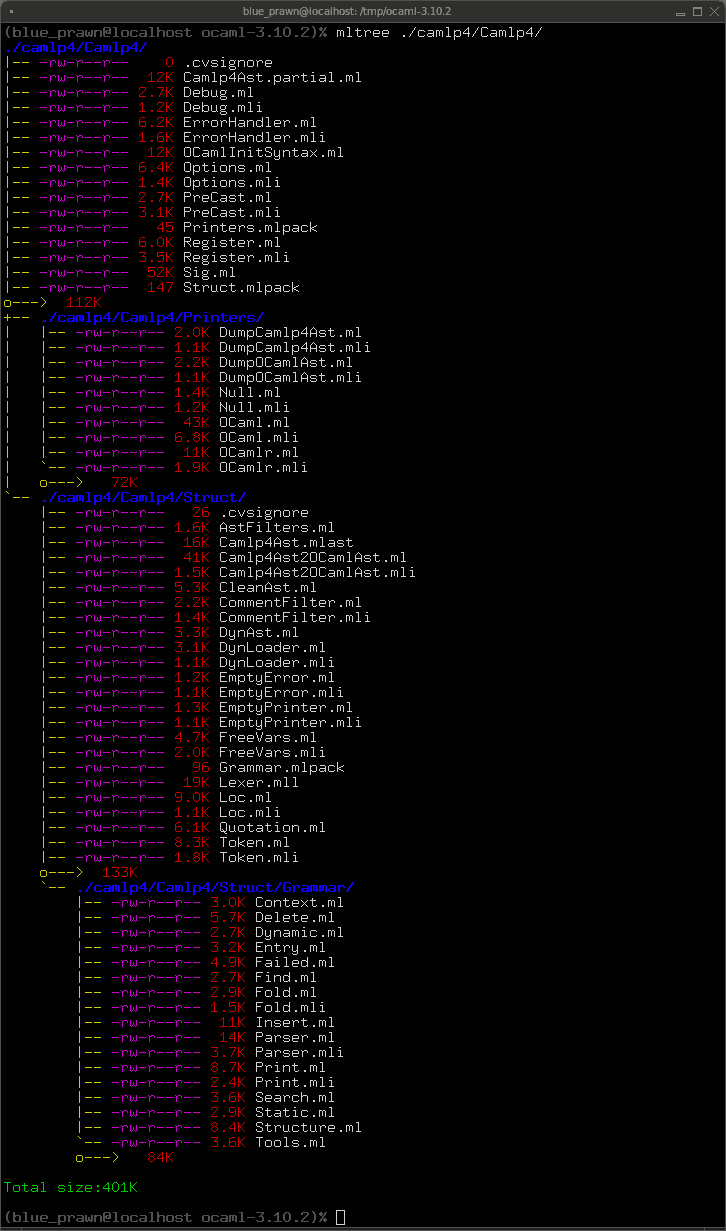 blue_prawn@localhost: /tmp/ocaml-3.10.2
(blue_prawn@localhost ocaml-3.10.2)% mltree ./camlp4/Camlp4/
./camlp4/Camlp4/
|-- -rw-r--r-- 0 .cvsignore
|-- -rw-r--r-- 12K Camlp4Ast.partial.ml
|-- -rw-r--r-- 2.7K Debug.ml
|-- -rw-r--r-- 1.2K Debug.mli
|-- -rw-r--r-- 6.2K ErrorHandler.ml
|-- -rw-r--r-- 1.6K ErrorHandler.mli
|-- -rw-r--r-- 12K OCamlInitSyntax.ml
|-- -rw-r--r-- 6.4K Options.ml
|-- -rw-r--r-- 1.4K Options.mli
|-- -rw-r--r-- 2.7K PreCast.ml
|-- -rw-r--r-- 3.1K PreCast.mli
|-- -rw-r--r-- 45 Printers.mlpack
|-- -rw-r--r-- 6.0K Register.ml
|-- -rw-r--r-- 3.5K Register.mli
|-- -rw-r--r-- 52K Sig.ml
|-- -rw-r--r-- 147 Struct.mlpack
o---> 112K
+-- ./camlp4/Camlp4/Printers/
|   |-- -rw-r--r-- 2.0K DumpCamlp4Ast.ml
|   |-- -rw-r--r-- 1.1K DumpCamlp4Ast.mli
|   |-- -rw-r--r-- 2.2K DumpOCamlAst.ml
|   |-- -rw-r--r-- 1.1K DumpOCamlAst.mli
|   |-- -rw-r--r-- 1.4K Null.ml
|   |-- -rw-r--r-- 1.2K Null.mli
|   |-- -rw-r--r-- 43K OCaml.ml
|   |-- -rw-r--r-- 6.8K OCaml.mli
|   |-- -rw-r--r-- 11K OCamlr.ml
|   `-- -rw-r--r-- 1.9K OCamlr.mli
|   o---> 72K
`-- ./camlp4/Camlp4/Struct/
    |-- -rw-r--r-- 26 .cvsignore
    |-- -rw-r--r-- 1.6K AstFilters.ml
    |-- -rw-r--r-- 16K Camlp4Ast.mlast
    |-- -rw-r--r-- 41K Camlp4Ast2OCamlAst.ml
    |-- -rw-r--r-- 1.5K Camlp4Ast2OCamlAst.mli
    |-- -rw-r--r-- 5.3K CleanAst.ml
    |-- -rw-r--r-- 2.2K CommentFilter.ml
    |-- -rw-r--r-- 1.4K CommentFilter.mli
    |-- -rw-r--r-- 3.3K DynAst.ml
    |-- -rw-r--r-- 3.1K DynLoader.ml
    |-- -rw-r--r-- 1.1K DynLoader.mli
    |-- -rw-r--r-- 1.2K EmptyError.ml
    |-- -rw-r--r-- 1.1K EmptyError.mli
    |-- -rw-r--r-- 1.3K EmptyPrinter.ml
    |-- -rw-r--r-- 1.1K EmptyPrinter.mli
    |-- -rw-r--r-- 4.7K FreeVars.ml
    |-- -rw-r--r-- 2.0K FreeVars.mli
    |-- -rw-r--r-- 96 Grammar.mlpack
    |-- -rw-r--r-- 19K Lexer.mll
    |-- -rw-r--r-- 9.0K Loc.ml
    |-- -rw-r--r-- 1.1K Loc.mli
    |-- -rw-r--r-- 6.1K Quotation.ml
    |-- -rw-r--r-- 8.3K Token.ml
    |-- -rw-r--r-- 1.8K Token.mli
    o---> 133K
    `-- ./camlp4/Camlp4/Struct/Grammar/
        |-- -rw-r--r-- 3.0K Context.ml
        |-- -rw-r--r-- 5.7K Delete.ml
        |-- -rw-r--r-- 2.7K Dynamic.ml
        |-- -rw-r--r-- 3.2K Entry.ml
        |-- -rw-r--r-- 4.9K Failed.ml
        |-- -rw-r--r-- 2.7K Find.ml
        |-- -rw-r--r-- 2.9K Fold.ml
        |-- -rw-r--r-- 1.5K Fold.mli
        |-- -rw-r--r-- 11K Insert.ml
        |-- -rw-r--r-- 14K Parser.ml
        |-- -rw-r--r-- 3.7K Parser.mli
        |-- -rw-r--r-- 8.7K Print.ml
        |-- -rw-r--r-- 2.4K Print.mli
        |-- -rw-r--r-- 3.6K Search.ml
        |-- -rw-r--r-- 2.9K Static.ml
        |-- -rw-r--r-- 8.4K Structure.ml
        `-- -rw-r--r-- 3.6K Tools.ml
        o---> 84K
Total size:401K
(blue_prawn@localhost ocaml-3.10.2)%